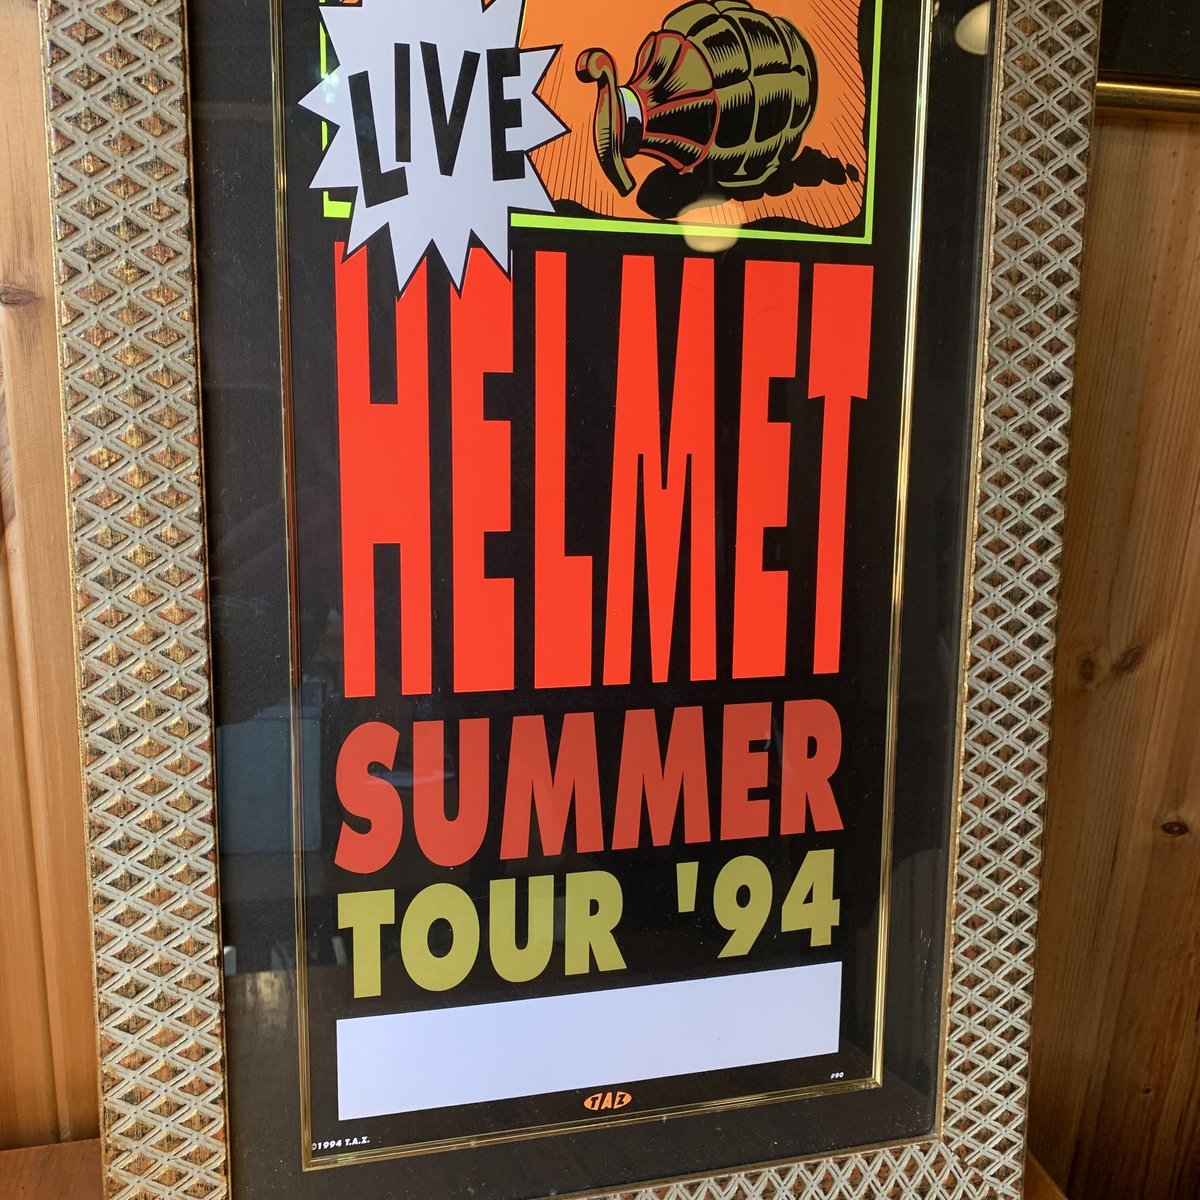 LIVE
HELMET
SUMMER
TOUR '94
#90
TAZ
©1994 T.A.Z.